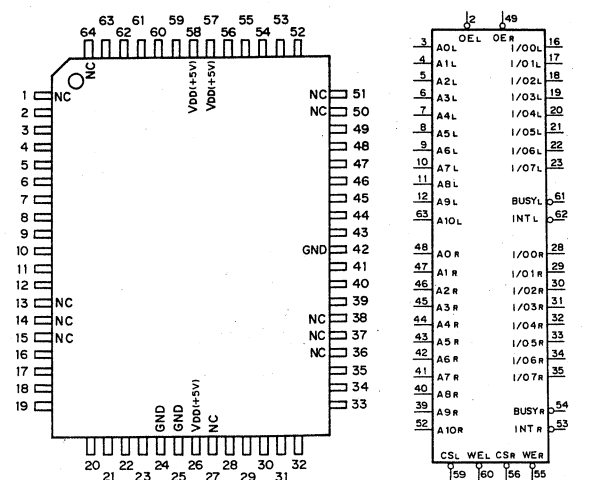 63 61 59 57 55 53
64 62 60 58 56 54 52
NC
VDD(+5V)
VDD(+5V)
1 NC
2
3
4
5
6
7
8
9
10
11
12
13 NC
14 NC
15 NC
16
17
18
19
NC 51
NC 50
49
48
47
46
45
44
43
GND 42
41
40
39
NC 38
NC 37
NC 36
35
34
33
GND
GND
VDD(+5V)
NC
20 22 24 26 28 30 32
21 23 25 27 29 31
2 49
OEL OER
3 A0L I/O0L 16
4 A1L I/O1L 17
5 A2L I/O2L 18
6 A3L I/O3L 19
7 A4L I/O4L 20
8 A5L I/O5L 21
9 A6L I/O6L 22
10 A7L I/O7L 23
11 A8L
12 A9L BUSYL 61
63 A10L INTL 62
48 A0R I/O0R 28
47 A1R I/O1R 29
46 A2R I/O2R 30
45 A3R I/O3R 31
44 A4R I/O4R 32
43 A5R I/O5R 33
42 A6R I/O6R 34
41 A7R I/O7R 35
40 A8R
39 A9R BUSYR 54
52 A10R INTR 53
CSL WEL CSR WER
59 60 56 55